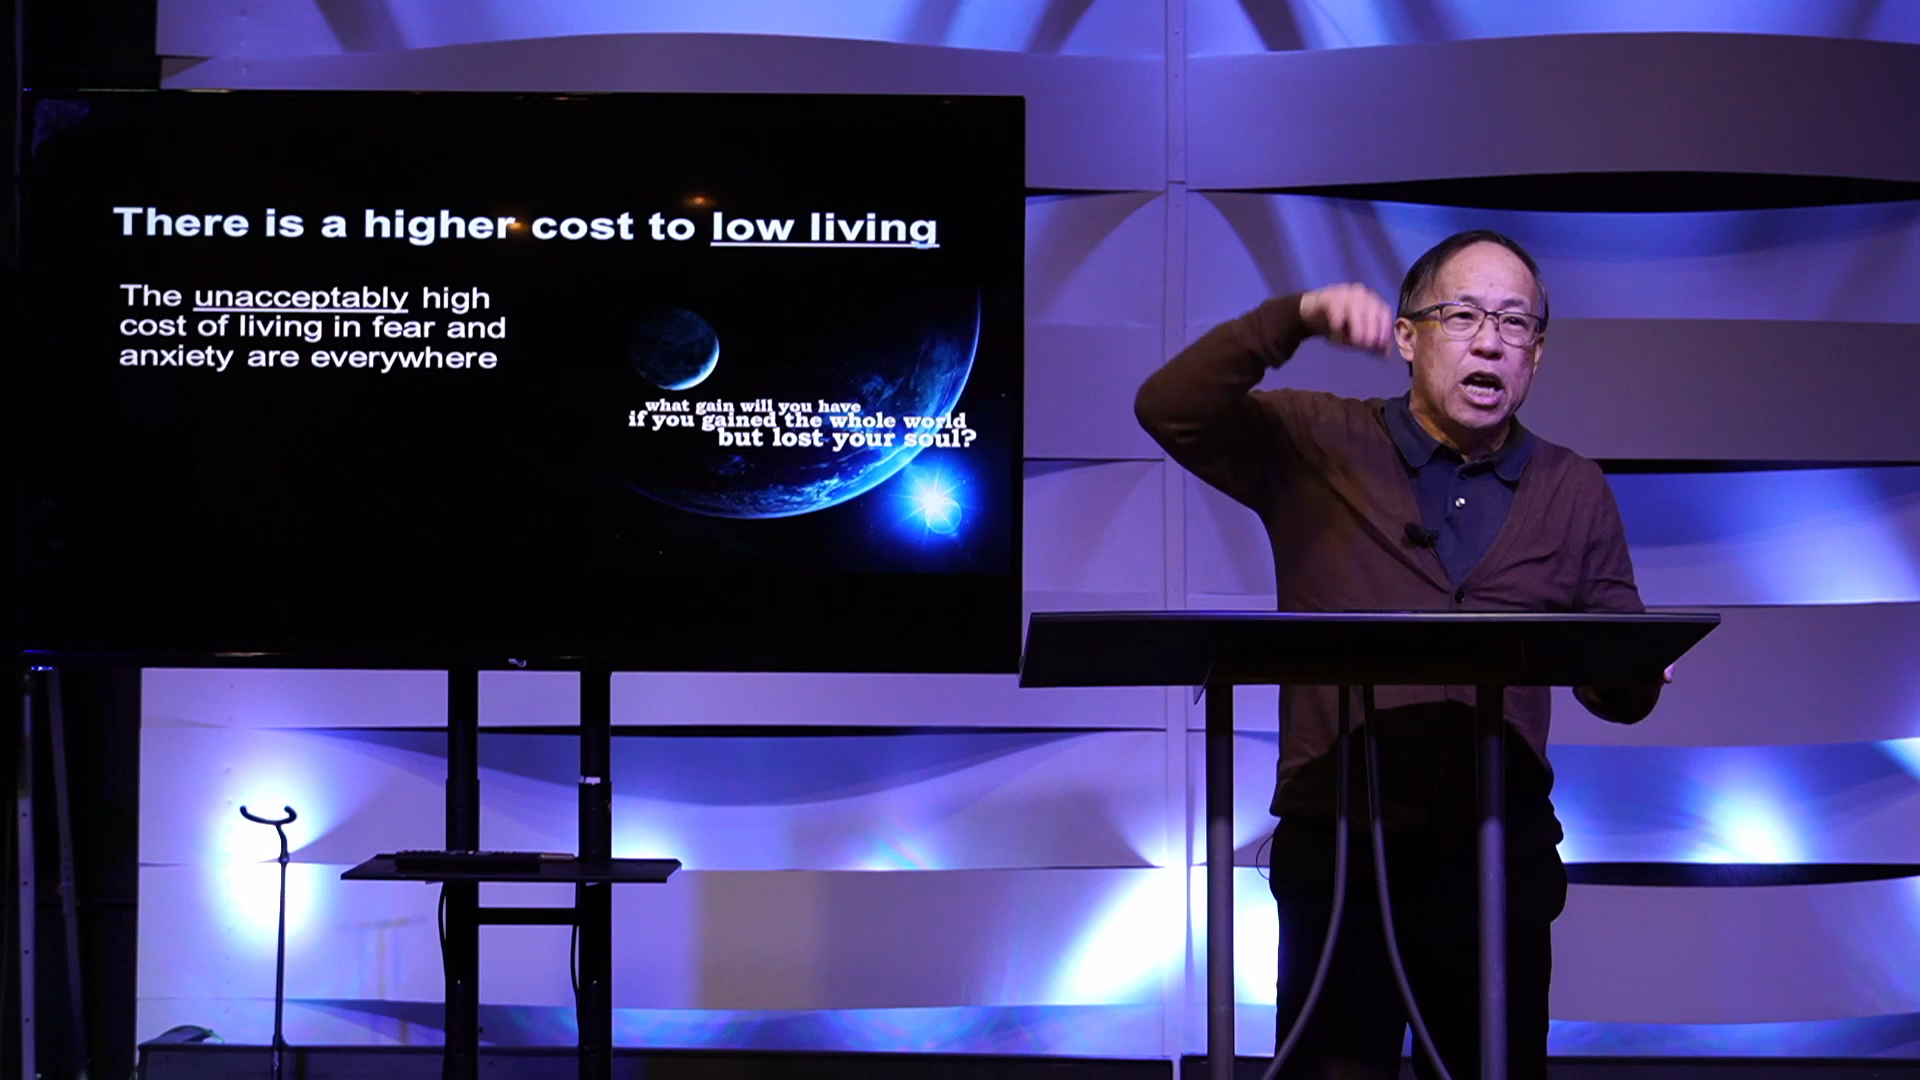 There is a higher cost to low living
The unacceptably high
cost of living in fear and
anxiety are everywhere
what gain will you have
if you gained the whole world
but lost your soul?